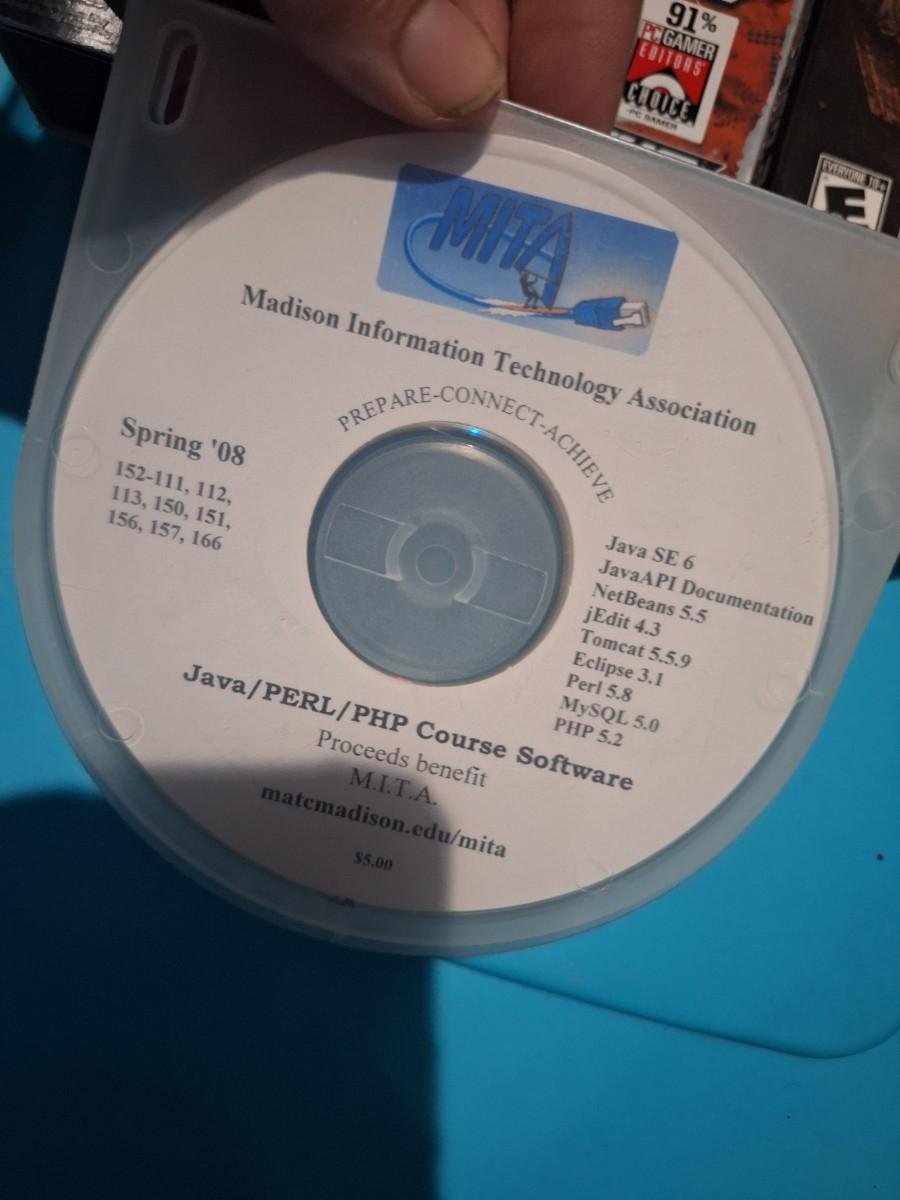 91%
PC GAMER
EDITORS'
CHOICE
PC GAMER
EVERYONE 10+
E
MITA
Madison Information Technology Association
PREPARE-CONNECT-ACHIEVE
Spring '08
152-111, 112,
113, 150, 151,
156, 157, 166
Java SE 6
JavaAPI Documentation
NetBeans 5.5
jEdit 4.3
Tomcat 5.5.9
Eclipse 3.1
Perl 5.8
MySQL 5.0
PHP 5.2
Java/PERL/PHP Course Software
Proceeds benefit
M.I.T.A.
matcmadison.edu/mita
$5.00